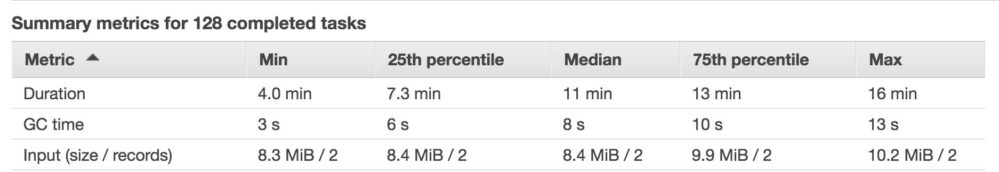 Summary metrics for 128 completed tasks
Metric Min 25th percentile Median 75th percentile Max
Duration 4.0 min 7.3 min 11 min 13 min 16 min
GC time 3 s 6 s 8 s 10 s 13 s
Input (size / records) 8.3 MiB / 2 8.4 MiB / 2 8.4 MiB / 2 9.9 MiB / 2 10.2 MiB / 2